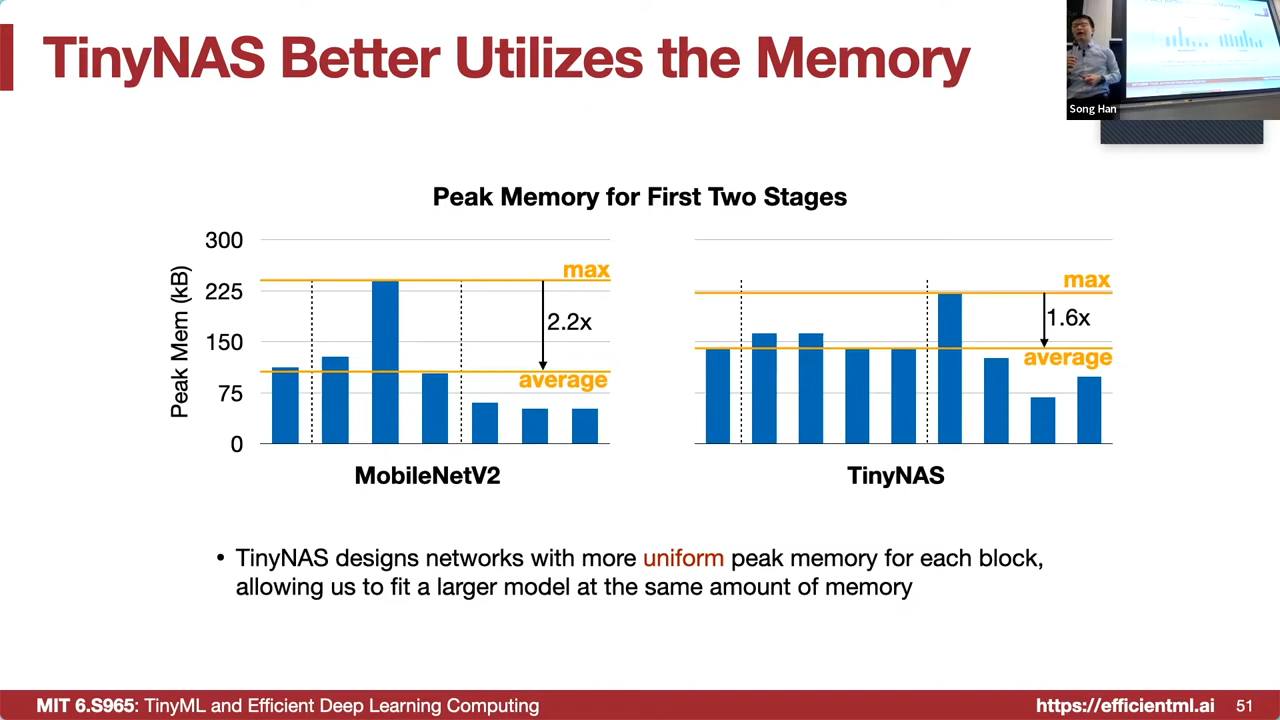 TinyNAS Better Utilizes the Memory
Song Han
Peak Memory for First Two Stages
Peak Mem (kB)
300
225
150
75
0
max
2.2x
average
MobileNetV2
max
1.6x
average
TinyNAS
• TinyNAS designs networks with more uniform peak memory for each block,
allowing us to fit a larger model at the same amount of memory
MIT 6.S965: TinyML and Efficient Deep Learning Computing
https://efficientml.ai
51